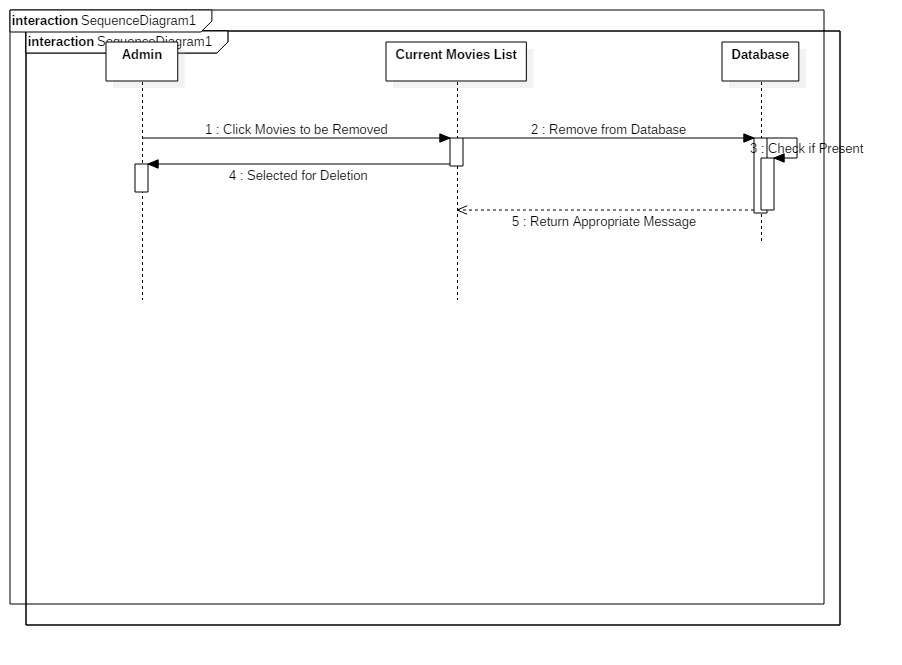 interaction SequenceDiagram1
interaction SequenceDiagram1
Admin
Current Movies List
Database
1 : Click Movies to be Removed
2 : Remove from Database
3 : Check if Present
4 : Selected for Deletion
5 : Return Appropriate Message